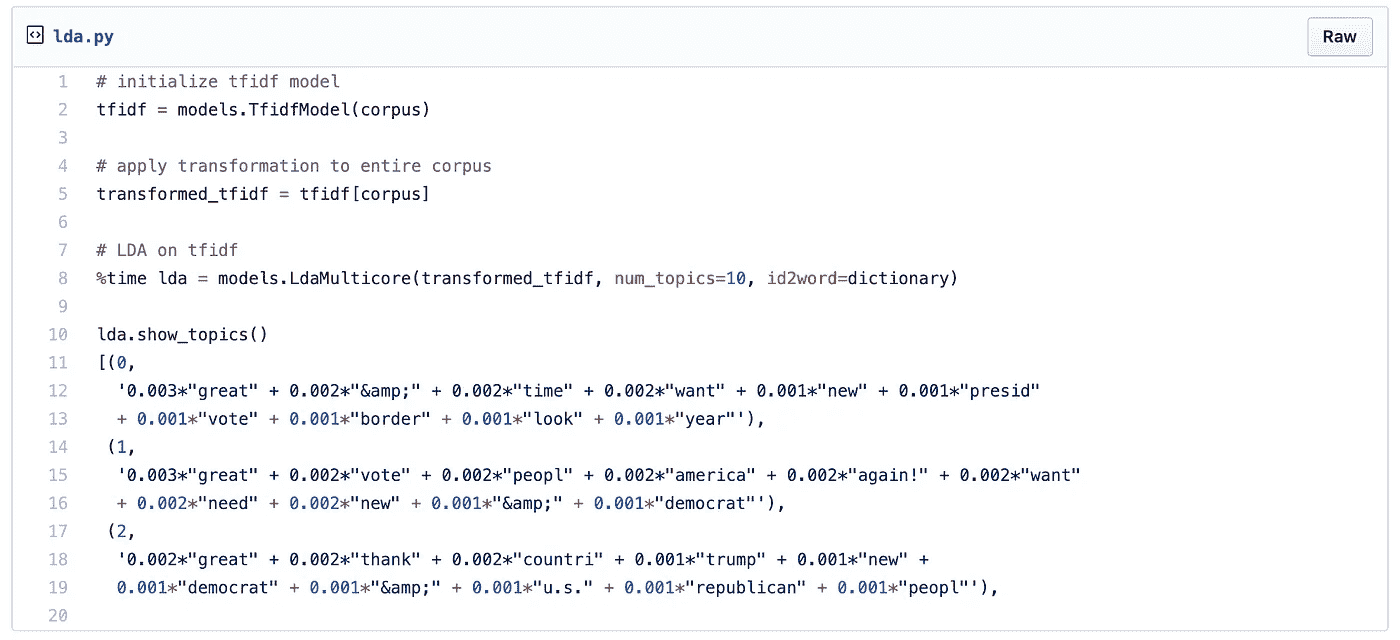 lda.py
Raw
1 # initialize tfidf model
2 tfidf = models.TfidfModel(corpus)
3
4 # apply transformation to entire corpus
5 transformed_tfidf = tfidf[corpus]
6
7 # LDA on tfidf
8 %time lda = models.LdaMulticore(transformed_tfidf, num_topics=10, id2word=dictionary)
9
10 lda.show_topics()
11 [(0,
12 '0.003*"great" + 0.002*"&amp;" + 0.002*"time" + 0.002*"want" + 0.001*"new" + 0.001*"presid"
13 + 0.001*"vote" + 0.001*"border" + 0.001*"look" + 0.001*"year"'),
14 (1,
15 '0.003*"great" + 0.002*"vote" + 0.002*"peopl" + 0.002*"america" + 0.002*"again!" + 0.002*"want"
16 + 0.002*"need" + 0.002*"new" + 0.001*"&amp;" + 0.001*"democrat"'),
17 (2,
18 '0.002*"great" + 0.002*"thank" + 0.002*"countri" + 0.001*"trump" + 0.001*"new" +
19 0.001*"democrat" + 0.001*"&amp;" + 0.001*"u.s." + 0.001*"republican" + 0.001*"peopl"'),
20